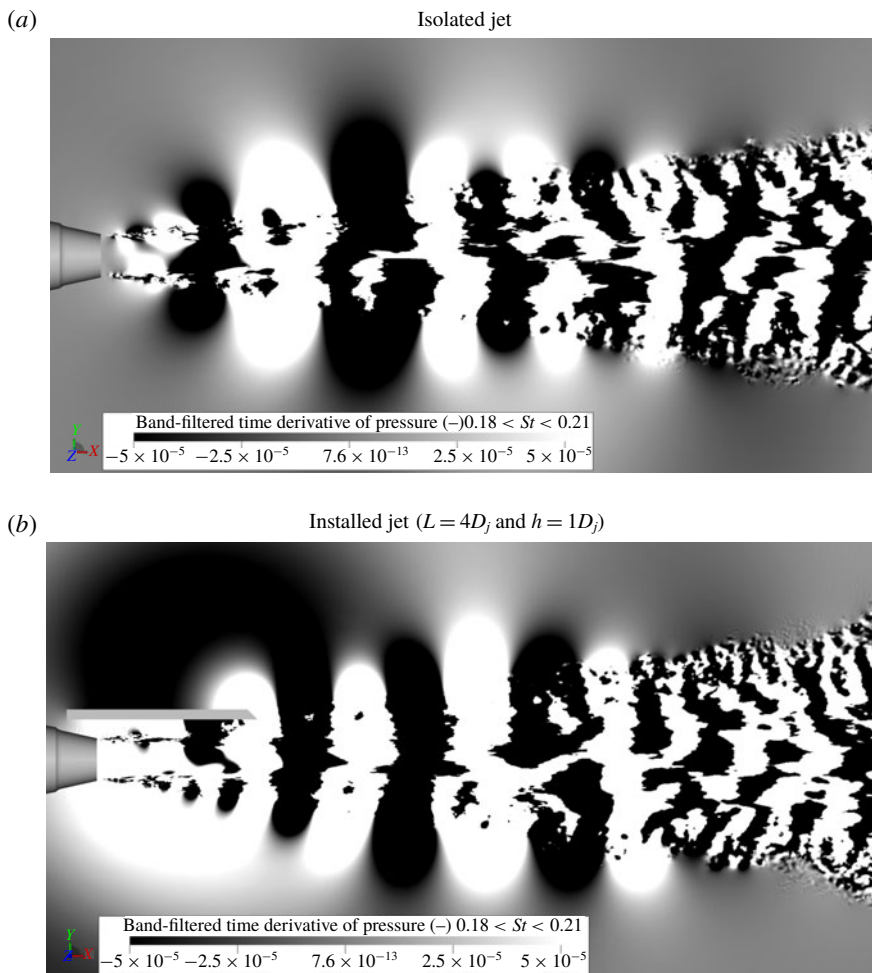 (a)
Isolated jet
Band-filtered time derivative of pressure (–)0.18 < St < 0.21
−5 × 10⁻⁵ −2.5 × 10⁻⁵ 7.6 × 10⁻¹³ 2.5 × 10⁻⁵ 5 × 10⁻⁵
Y
Z X
(b)
Installed jet (L = 4Dⱼ and h = 1Dⱼ)
Band-filtered time derivative of pressure (–) 0.18 < St < 0.21
−5 × 10⁻⁵ −2.5 × 10⁻⁵ 7.6 × 10⁻¹³ 2.5 × 10⁻⁵ 5 × 10⁻⁵
Y
Z